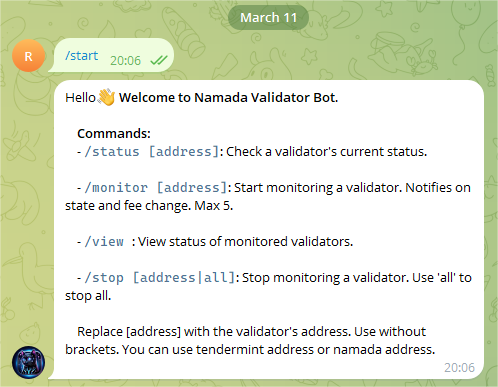 March 11
R
/start 20:06
Hello👋 Welcome to Namada Validator Bot.
Commands:
- /status [address]: Check a validator's current status.
- /monitor [address]: Start monitoring a validator. Notifies on
state and fee change. Max 5.
- /view : View status of monitored validators.
- /stop [address|all]: Stop monitoring a validator. Use 'all' to
stop all.
Replace [address] with the validator's address. Use without
brackets. You can use tendermint address or namada address.
20:06